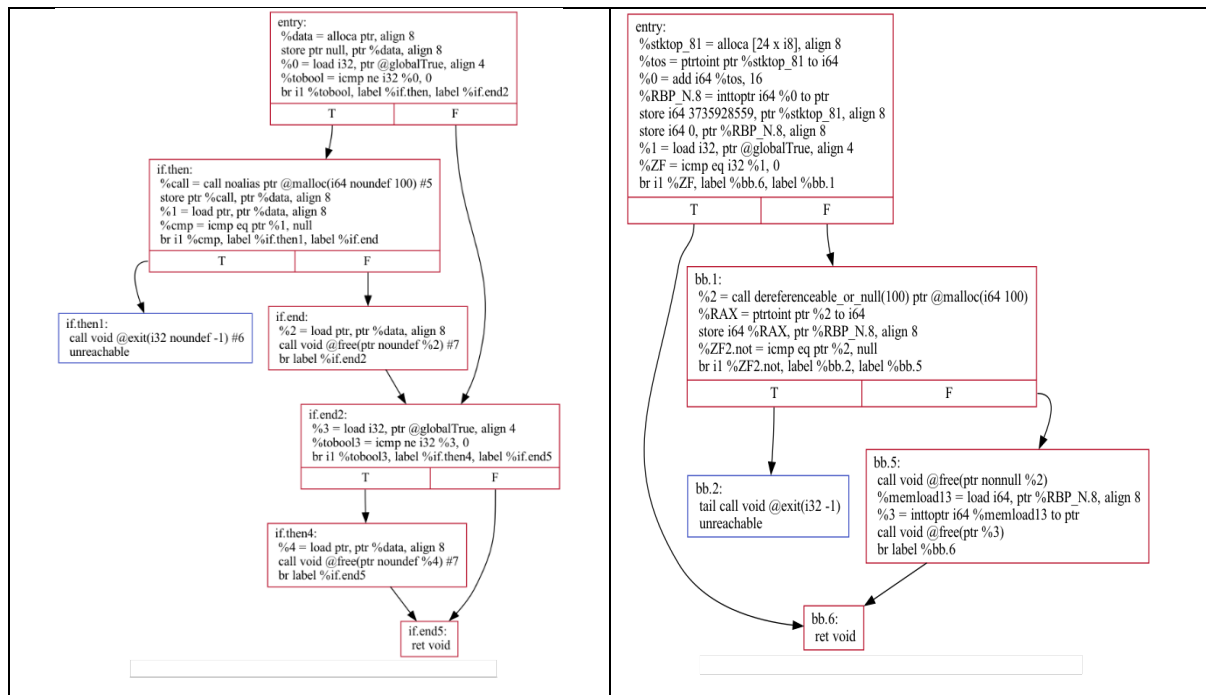 entry:
%data = alloca ptr, align 8
store ptr null, ptr %data, align 8
%0 = load i32, ptr @globalTrue, align 4
%tobool = icmp ne i32 %0, 0
br i1 %tobool, label %if.then, label %if.end2
T F
if.then:
%call = call noalias ptr @malloc(i64 noundef 100) #5
store ptr %call, ptr %data, align 8
%1 = load ptr, ptr %data, align 8
%cmp = icmp eq ptr %1, null
br i1 %cmp, label %if.then1, label %if.end
T F
if.then1:
call void @exit(i32 noundef -1) #6
unreachable
if.end:
%2 = load ptr, ptr %data, align 8
call void @free(ptr noundef %2) #7
br label %if.end2
if.end2:
%3 = load i32, ptr @globalTrue, align 4
%tobool3 = icmp ne i32 %3, 0
br i1 %tobool3, label %if.then4, label %if.end5
T F
if.then4:
%4 = load ptr, ptr %data, align 8
call void @free(ptr noundef %4) #7
br label %if.end5
if.end5:
ret void
entry:
%stktop_81 = alloca [24 x i8], align 8
%tos = ptrtoint ptr %stktop_81 to i64
%0 = add i64 %tos, 16
%RBP_N.8 = inttoptr i64 %0 to ptr
store i64 3735928559, ptr %stktop_81, align 8
store i64 0, ptr %RBP_N.8, align 8
%1 = load i32, ptr @globalTrue, align 4
%ZF = icmp eq i32 %1, 0
br i1 %ZF, label %bb.6, label %bb.1
T F
bb.1:
%2 = call dereferenceable_or_null(100) ptr @malloc(i64 100)
%RAX = ptrtoint ptr %2 to i64
store i64 %RAX, ptr %RBP_N.8, align 8
%ZF2.not = icmp eq ptr %2, null
br i1 %ZF2.not, label %bb.2, label %bb.5
T F
bb.2:
tail call void @exit(i32 -1)
unreachable
bb.5:
call void @free(ptr nonnull %2)
%memload13 = load i64, ptr %RBP_N.8, align 8
%3 = inttoptr i64 %memload13 to ptr
call void @free(ptr %3)
br label %bb.6
bb.6:
ret void